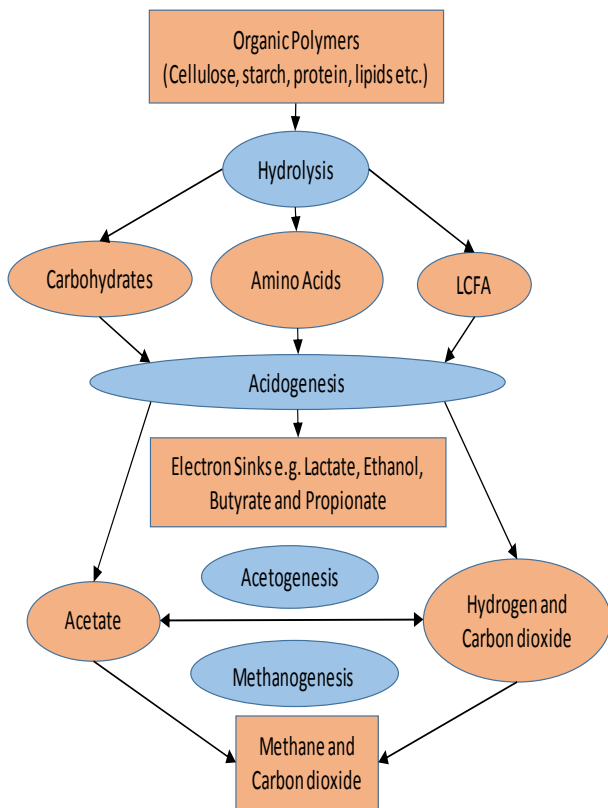 Organic Polymers
(Cellulose, starch, protein, lipids etc.)
Hydrolysis
Carbohydrates
Amino Acids
LCFA
Acidogenesis
Electron Sinks e.g. Lactate, Ethanol,
Butyrate and Propionate
Acetogenesis
Acetate
Hydrogen and
Carbon dioxide
Methanogenesis
Methane and
Carbon dioxide